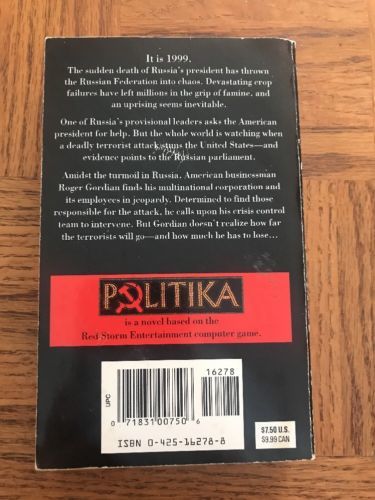 It is 1999.
The sudden death of Russia's president has thrown
the Russian Federation into chaos. Devastating crop
failures have left millions in the grip of famine, and
an uprising seems inevitable.
One of Russia's provisional leaders asks the American
president for help. But the whole world is watching when
a deadly terrorist attack stuns the United States—and
evidence points to the Russian parliament.
Amidst the turmoil in Russia, American businessman
Roger Gordian finds his multinational corporation and
its employees in jeopardy. Determined to find those
responsible for the attack, he calls upon his crisis control
team to intervene. But Gordian doesn't realize how far
the terrorists will go—and how much he has to lose...
POLITIKA
is a novel based on the
Red Storm Entertainment computer game.
16278
UPC
0 71831 00750 6
ISBN 0-425-16278-8
$7.50 U.S.
$9.99 CAN